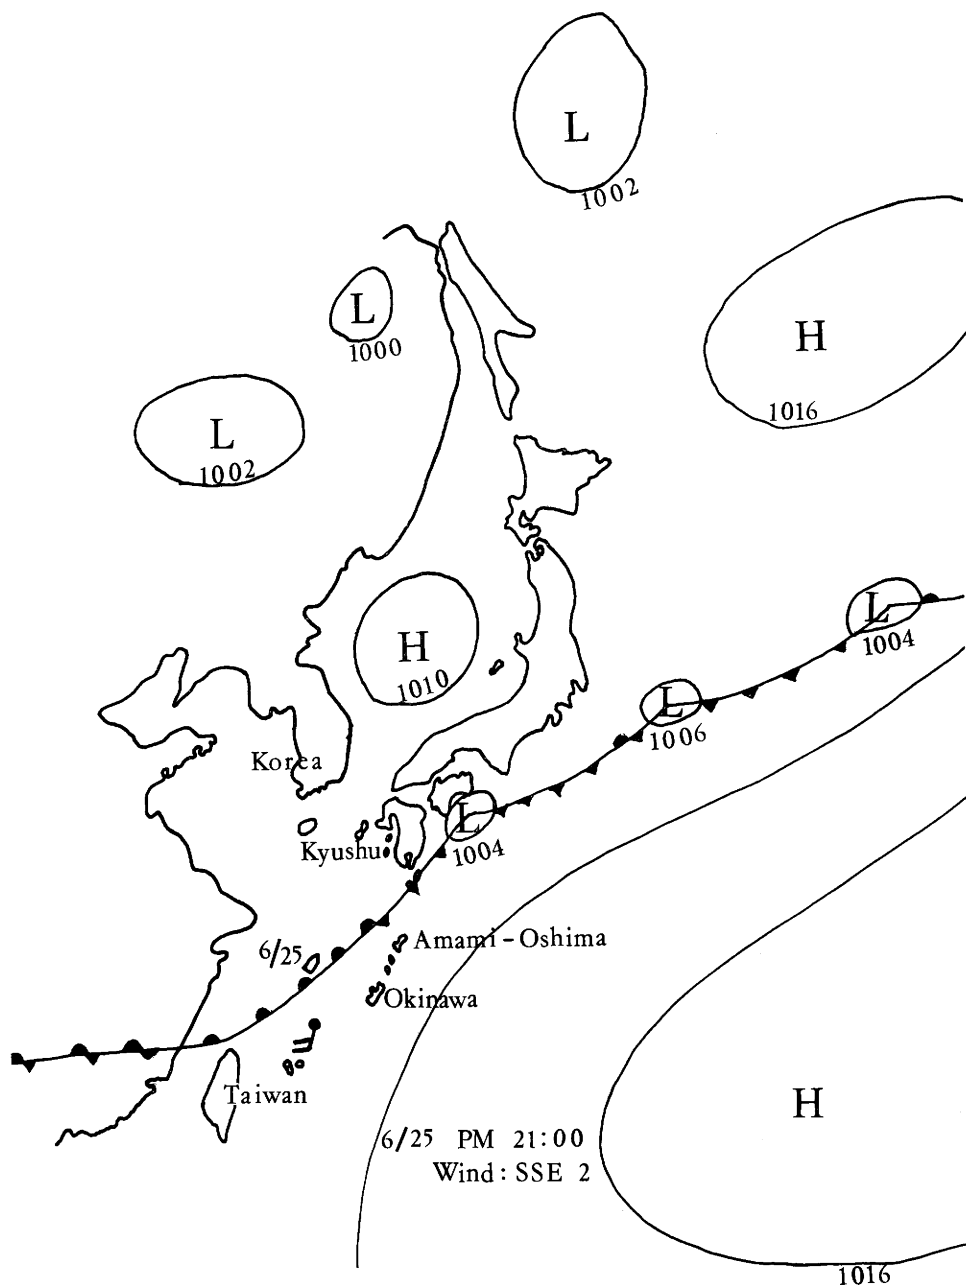 L
1002
L
1000
H
1016
L
1002
L
1004
H
1010
L
1006
Korea
L
1004
Kyushu
6/25
Amami-Oshima
Okinawa
Taiwan
H
6/25 PM 21:00
Wind: SSE 2
1016